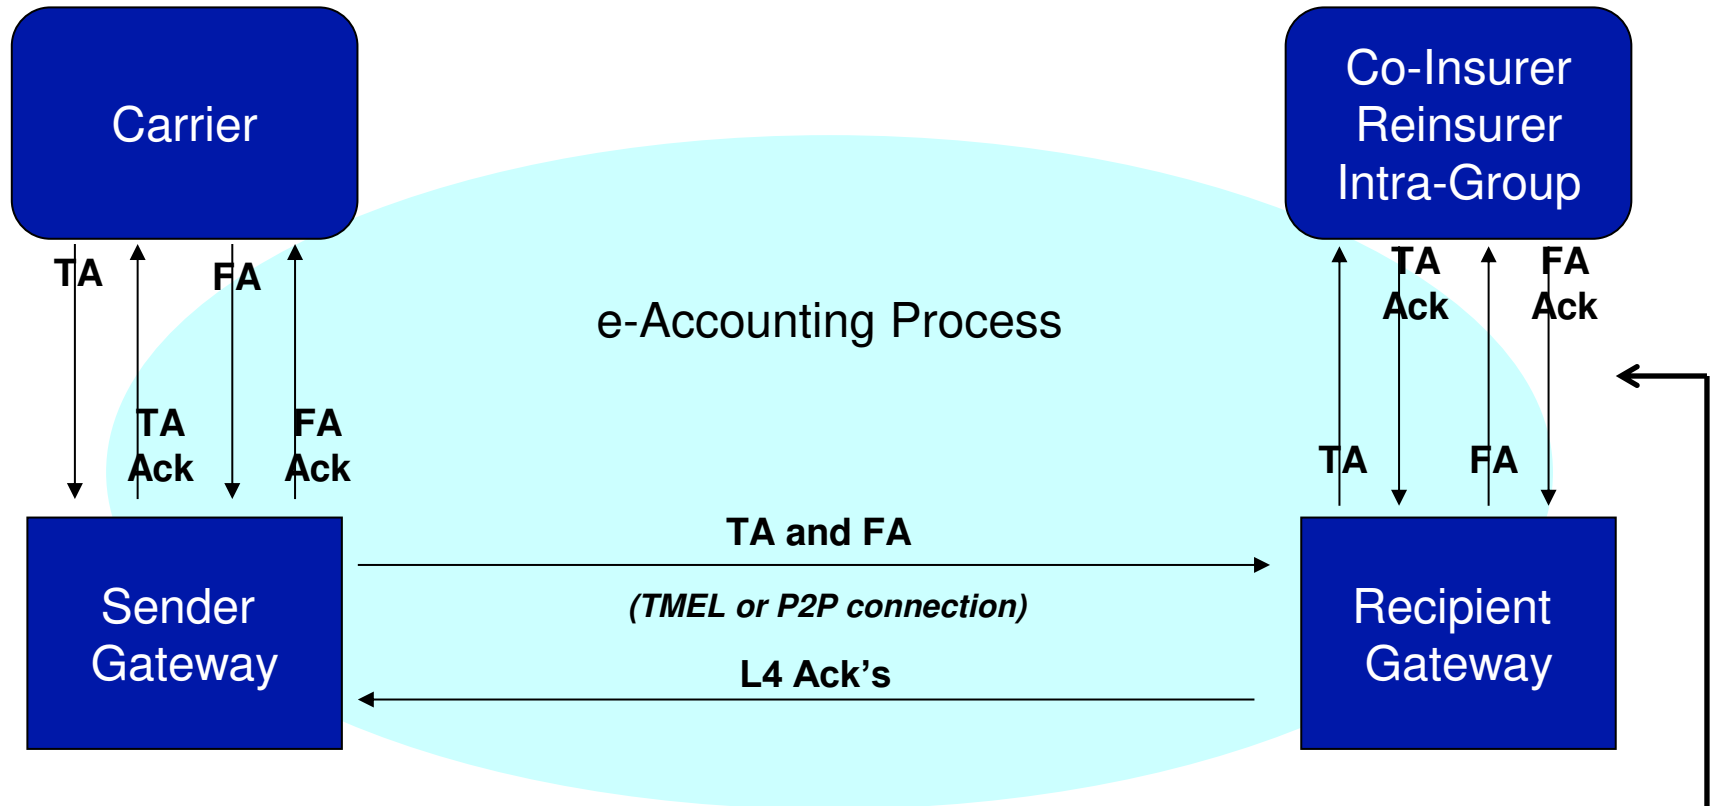 Carrier
Co-Insurer
Reinsurer
Intra-Group
TA
FA
TA
Ack
FA
Ack
e-Accounting Process
TA
Ack
FA
Ack
TA
FA
TA and FA
(TMEL or P2P connection)
L4 Ack’s
Sender
Gateway
Recipient
Gateway